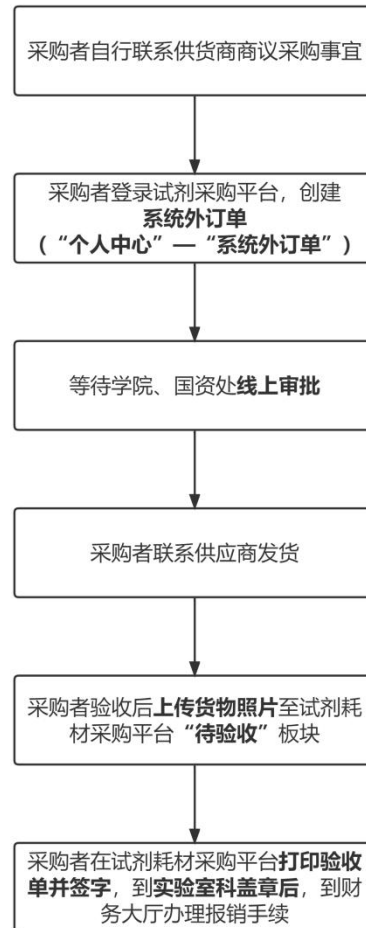 采购者自行联系供货商商议采购事宜
采购者登录试剂采购平台，创建
系统外订单
（“个人中心”—“系统外订单”）
等待学院、国资处线上审批
采购者联系供应商发货
采购者验收后上传货物照片至试剂耗
材采购平台“待验收”板块
采购者在试剂耗材采购平台打印验收
单并签字，到实验室科盖章后，到财
务大厅办理报销手续